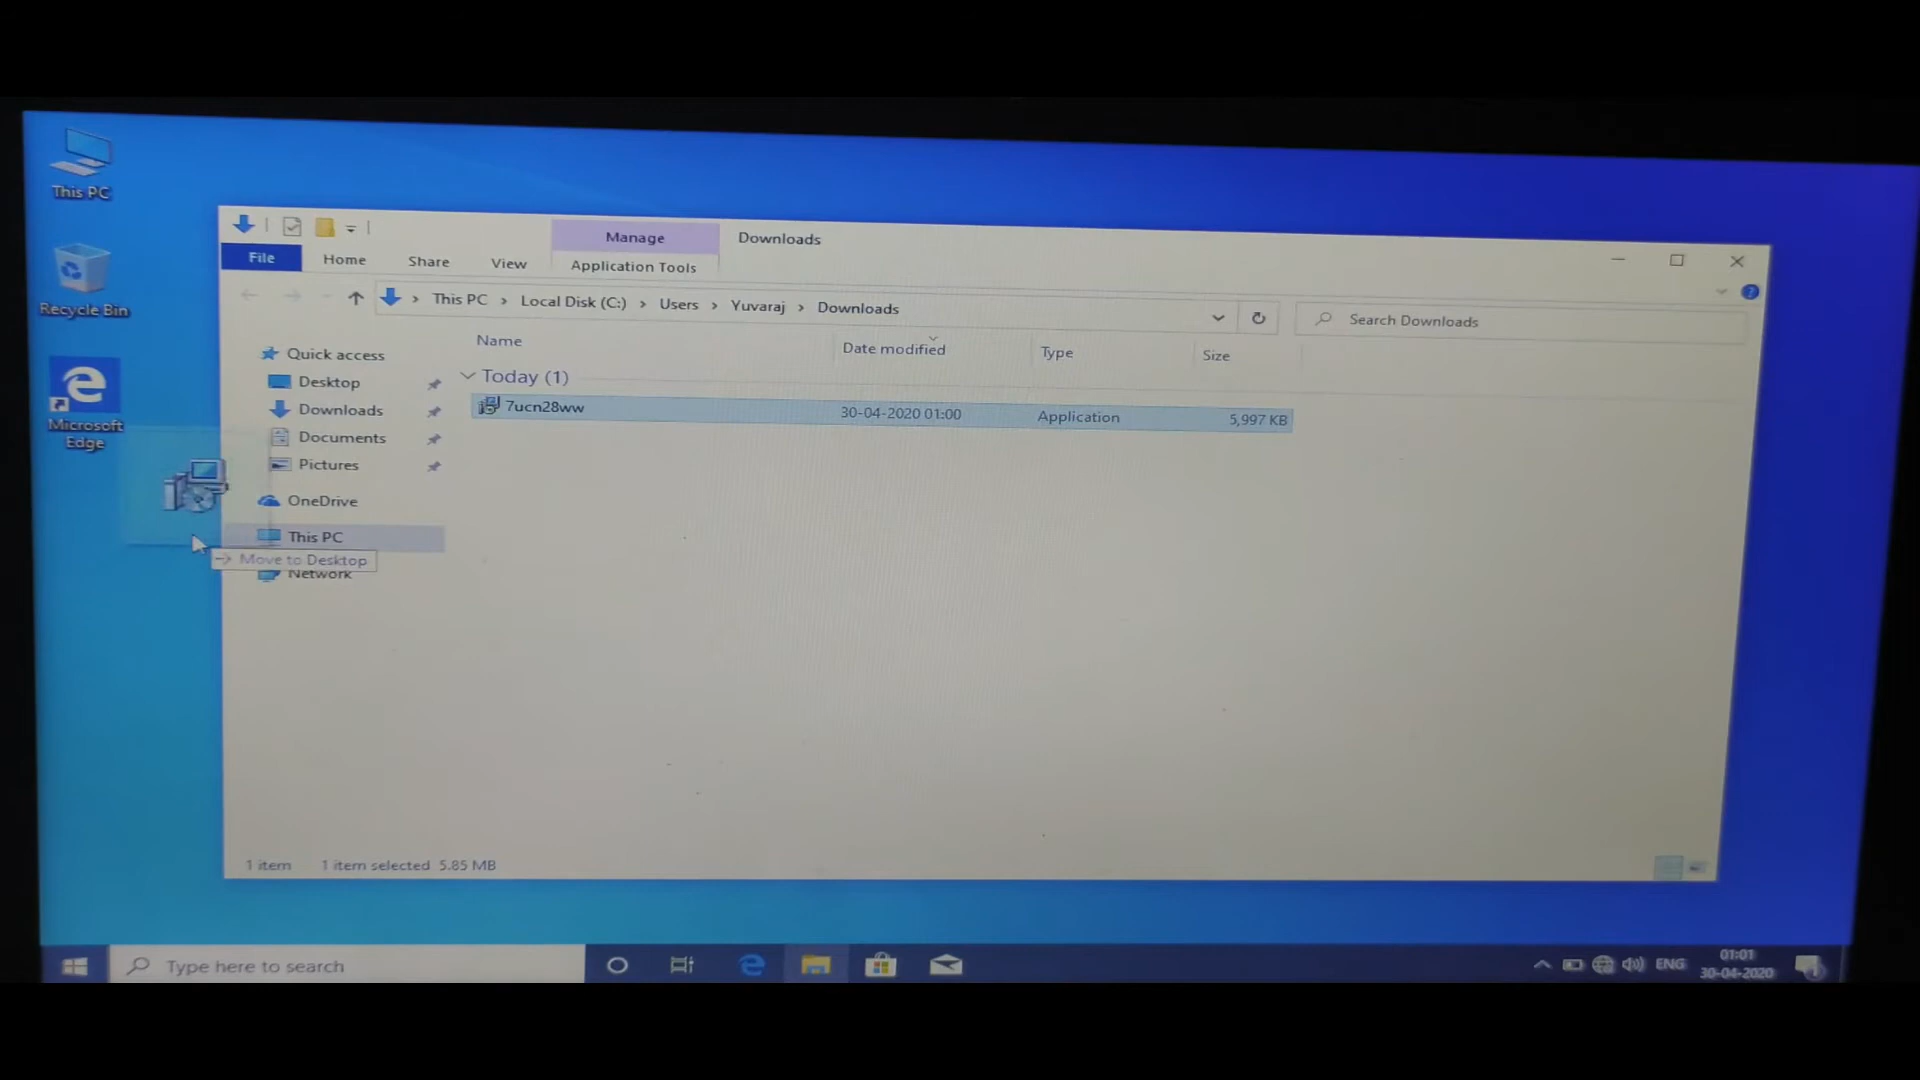 This PC
Recycle Bin
Microsoft
Edge
Manage
Downloads
File
Home
Share
View
Application Tools
This PC > Local Disk (C:) > Users > Yuvaraj > Downloads
Search Downloads
Quick access
Desktop
Downloads
Documents
Pictures
OneDrive
This PC
Move to Desktop
Network
Name
Date modified
Type
Size
Today (1)
7ucn28ww
30-04-2020 01:00
Application
5,997 KB
1 item
1 item selected 5.85 MB
Type here to search
ENG
01:01
30-04-2020